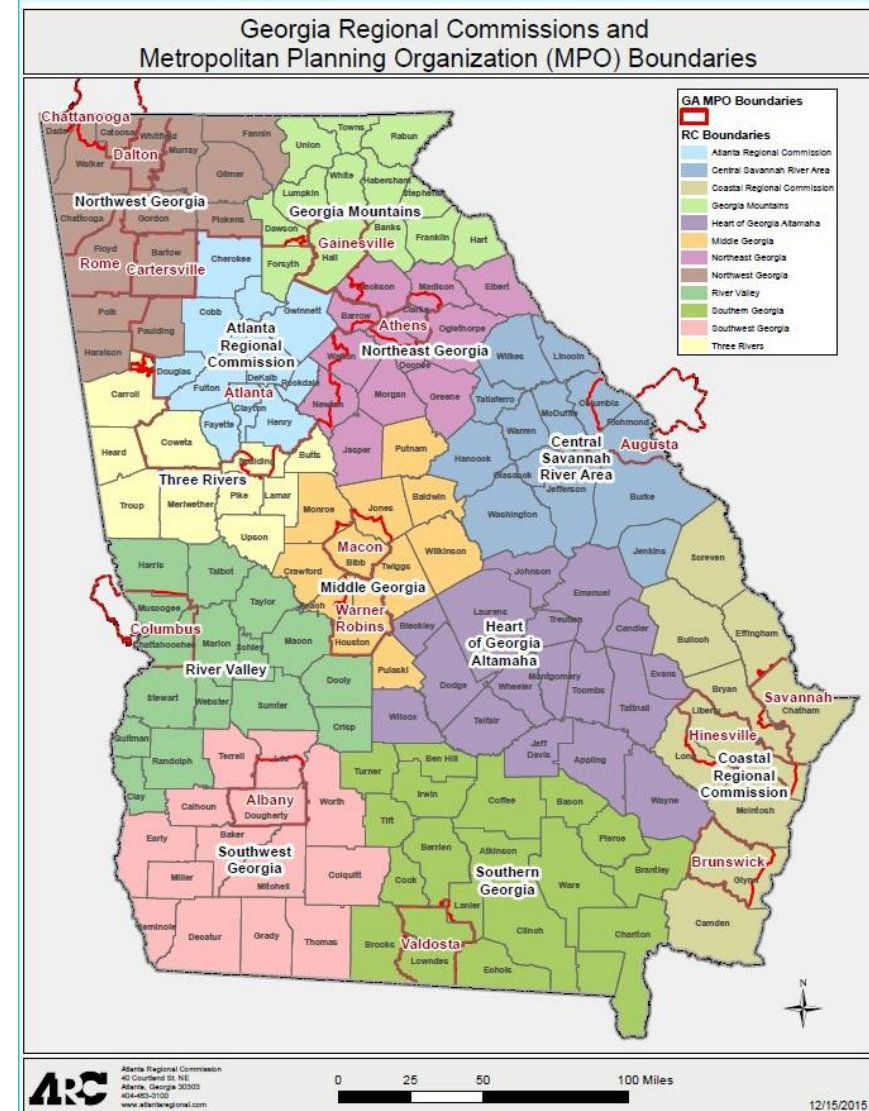 Georgia Regional Commissions and
Metropolitan Planning Organization (MPO) Boundaries
GA MPO Boundaries
RC Boundaries
Atlanta Regional Commission
Central Savannah River Area
Coastal Regional Commission
Georgia Mountains
Heart of Georgia Altamaha
Middle Georgia
Northeast Georgia
Northwest Georgia
River Valley
Southern Georgia
Southwest Georgia
Three Rivers
Chattanooga
Dade
Catoosa
Whitfield
Fannin
Towns
Rabun
Union
Dalton
Murray
Walker
Gilmer
White
Habersham
Stephens
Lumpkin
Northwest Georgia
Georgia Mountains
Chattooga
Gordon
Pickens
Dawson
Banks
Franklin
Hart
Gainesville
Hall
Floyd
Bartow
Cherokee
Forsyth
Rome
Cartersville
Jackson
Madison
Elbert
Polk
Paulding
Cobb
Gwinnett
Barrow
Clarke
Athens
Oglethorpe
Atlanta
Regional
Commission
Northeast Georgia
Haralson
Douglas
Fulton
DeKalb
Rockdale
Walton
Oconee
Wilkes
Lincoln
Atlanta
Carroll
Clayton
Fayette
Henry
Newton
Morgan
Greene
Taliaferro
McDuffie
Columbia
Richmond
Augusta
Coweta
Heard
Spalding
Butts
Jasper
Putnam
Warren
Hancock
Glascock
Central
Savannah
River Area
Three Rivers
Troup
Meriwether
Pike
Lamar
Monroe
Jones
Baldwin
Jefferson
Washington
Burke
Upson
Macon
Bibb
Twiggs
Wilkinson
Jenkins
Screven
Harris
Talbot
Crawford
Middle Georgia
Johnson
Emanuel
Muscogee
Taylor
Peach
Warner
Robins
Houston
Bleckley
Laurens
Treutlen
Candler
Bulloch
Effingham
Columbus
Chattahoochee
Marion
Schley
Macon
Heart
of Georgia
Altamaha
River Valley
Pulaski
Dooly
Dodge
Wheeler
Montgomery
Toombs
Tattnall
Evans
Bryan
Savannah
Chatham
Stewart
Webster
Sumter
Wilcox
Telfair
Liberty
Hinesville
Quitman
Crisp
Long
Coastal
Regional
Commission
Randolph
Terrell
Lee
Turner
Ben Hill
Jeff
Davis
Appling
Wayne
McIntosh
Clay
Calhoun
Albany
Dougherty
Worth
Irwin
Coffee
Bacon
Tift
Pierce
Early
Baker
Berrien
Atkinson
Brantley
Brunswick
Glynn
Southwest
Georgia
Southern
Georgia
Miller
Mitchell
Colquitt
Cook
Ware
Lanier
Camden
Seminole
Decatur
Grady
Thomas
Brooks
Valdosta
Lowndes
Clinch
Charlton
Echols
N
ARC
Atlanta Regional Commission
40 Courtland St. NE
Atlanta, Georgia 30303
404-463-3100
www.atlantaregional.com
0 25 50 100 Miles
12/15/2015